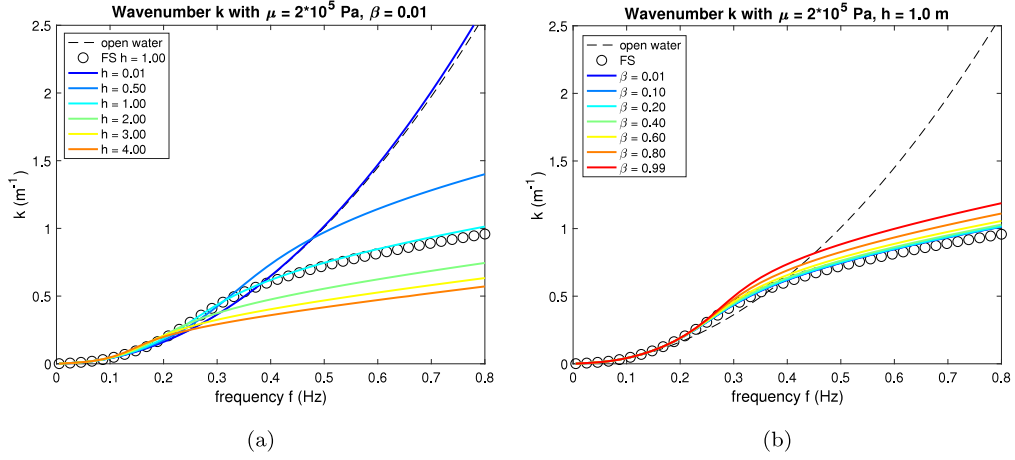 Wavenumber k with μ = 2*10⁵ Pa, β = 0.01
k (m⁻¹)
2.5
2
1.5
1
0.5
0
open water
FS h = 1.00
h = 0.01
h = 0.50
h = 1.00
h = 2.00
h = 3.00
h = 4.00
0 0.1 0.2 0.3 0.4 0.5 0.6 0.7 0.8
frequency f (Hz)
(a)
Wavenumber k with μ = 2*10⁵ Pa, h = 1.0 m
k (m⁻¹)
2.5
2
1.5
1
0.5
0
open water
FS
β = 0.01
β = 0.10
β = 0.20
β = 0.40
β = 0.60
β = 0.80
β = 0.99
0 0.1 0.2 0.3 0.4 0.5 0.6 0.7 0.8
frequency f (Hz)
(b)